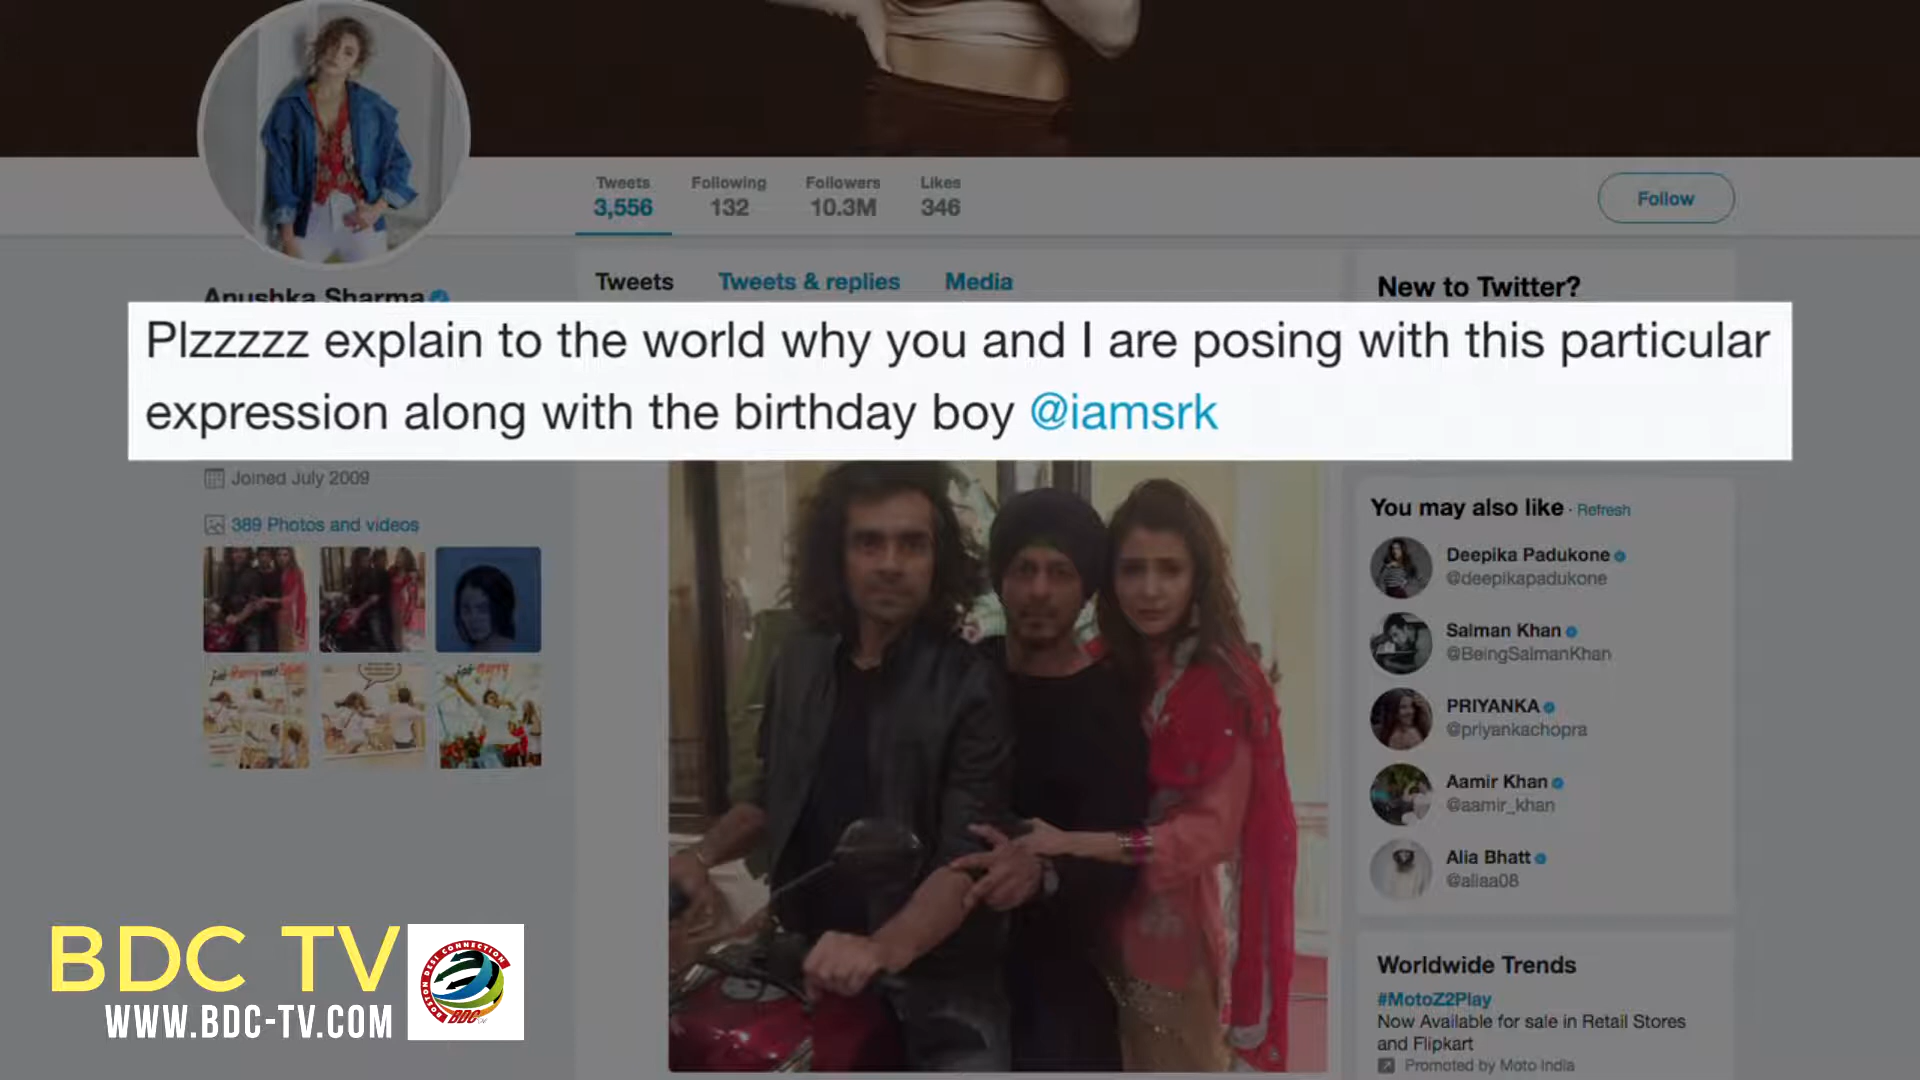 Tweets Following Followers Likes
3,556 132 10.3M 346
Follow
Tweets Tweets & replies Media
New to Twitter?
Anushka Sharma
Plzzzzz explain to the world why you and I are posing with this particular
expression along with the birthday boy @iamsrk
Joined July 2009
389 Photos and videos
You may also like · Refresh
Deepika Padukone
@deepikapadukone
Salman Khan
@BeingSalmanKhan
PRIYANKA
@priyankachopra
Aamir Khan
@aamir_khan
Alia Bhatt
@aliaa08
Worldwide Trends
#MotoZ2Play
Now Available for sale in Retail Stores
and Flipkart
Promoted by Moto India
BDC TV
WWW.BDC-TV.COM
BOSTON DESI CONNECTION
BDC